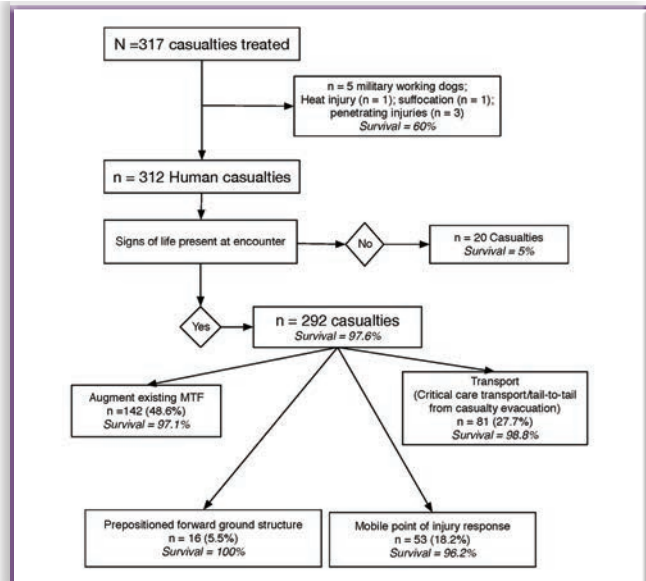 N =317 casualties treated
n = 5 military working dogs;
Heat injury (n = 1); suffocation (n = 1);
penetrating injuries (n = 3)
Survival = 60%
n = 312 Human casualties
Signs of life present at encounter
No
n = 20 Casualties
Survival = 5%
Yes
n = 292 casualties
Survival = 97.6%
Augment existing MTF
n =142 (48.6%)
Survival = 97.1%
Transport
(Critical care transport/tail-to-tail
from casualty evacuation)
n = 81 (27.7%)
Survival = 98.8%
Prepositioned forward ground structure
n = 16 (5.5%)
Survival = 100%
Mobile point of injury response
n = 53 (18.2%)
Survival = 96.2%